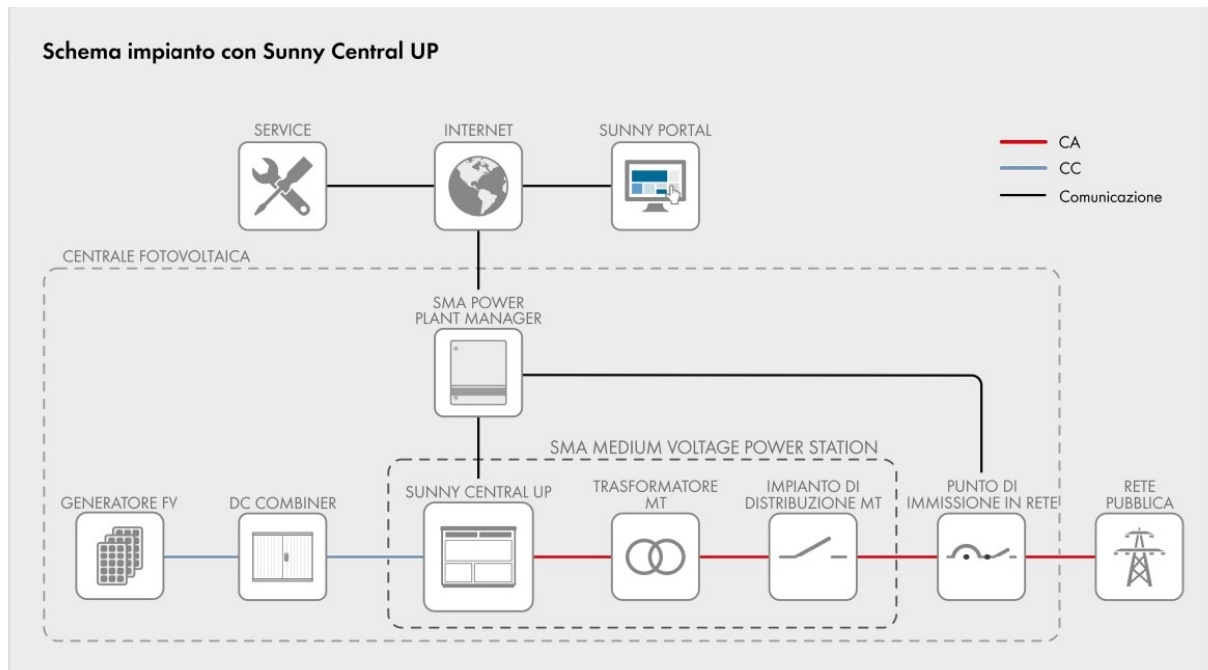 Schema impianto con Sunny Central UP
SERVICE
INTERNET
SUNNY PORTAL
CA
CC
Comunicazione
CENTRALE FOTOVOLTAICA
SMA POWER
PLANT MANAGER
SMA MEDIUM VOLTAGE POWER STATION
GENERATORE FV
DC COMBINER
SUNNY CENTRAL UP
TRASFORMATORE
MT
IMPIANTO DI
DISTRIBUZIONE MT
PUNTO DI
IMMISSIONE IN RETE
RETE
PUBBLICA